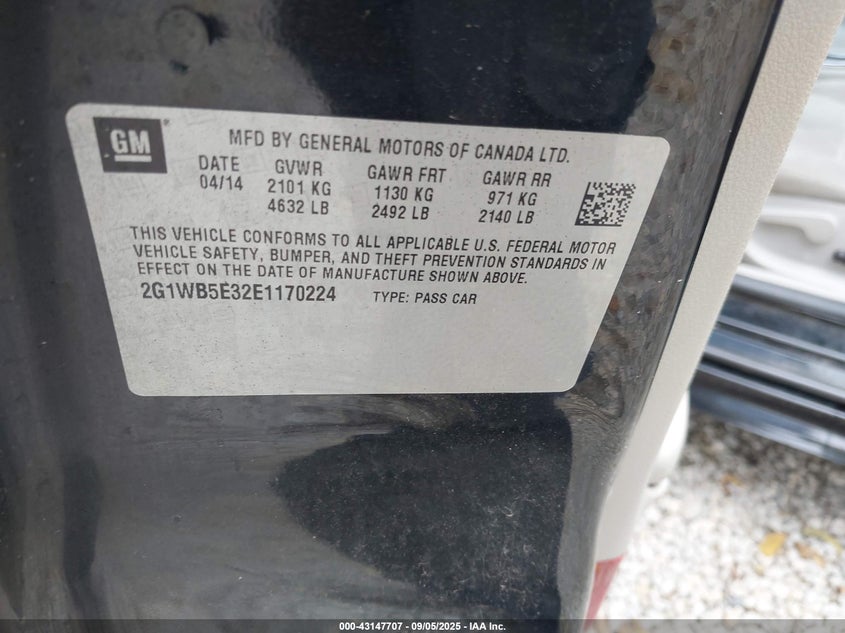 GM®
MFD BY GENERAL MOTORS OF CANADA LTD.
DATE GVWR GAWR FRT GAWR RR
04/14 2101 KG 1130 KG 971 KG
4632 LB 2492 LB 2140 LB
THIS VEHICLE CONFORMS TO ALL APPLICABLE U.S. FEDERAL MOTOR
VEHICLE SAFETY, BUMPER, AND THEFT PREVENTION STANDARDS IN
EFFECT ON THE DATE OF MANUFACTURE SHOWN ABOVE.
2G1WB5E32E1170224 TYPE: PASS CAR
000-43147707 - 09/05/2025 - IAA Inc.